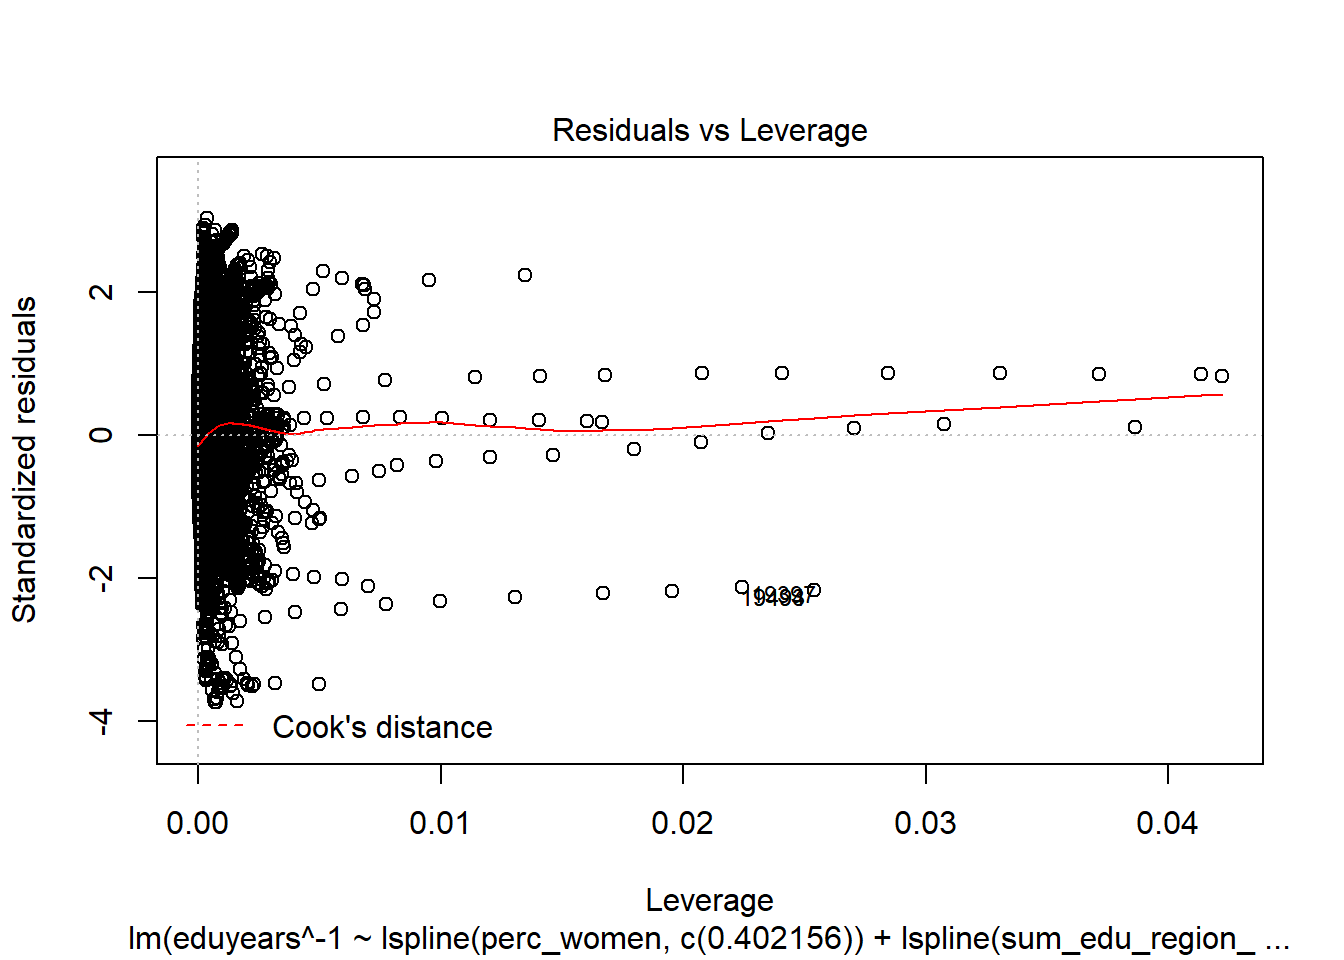 Residuals vs Leverage
Standardized residuals
2
0
-2
-4
Cook's distance
0.00 0.01 0.02 0.03 0.04
Leverage
lm(eduyears^-1 ~ lspline(perc_women, c(0.402156)) + lspline(sum_edu_region_ ...